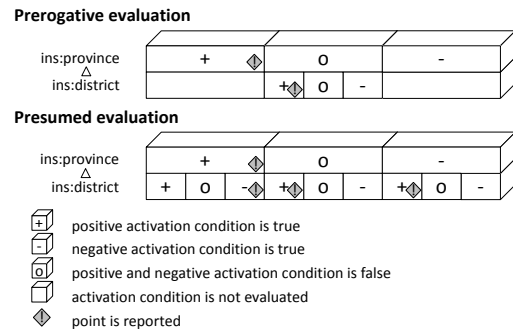 Prerogative evaluation
ins:province + o -
ins:district + o -
Presumed evaluation
ins:province + o -
ins:district + o - + o - + o -
+ positive activation condition is true
- negative activation condition is true
o positive and negative activation condition is false
activation condition is not evaluated
! point is reported